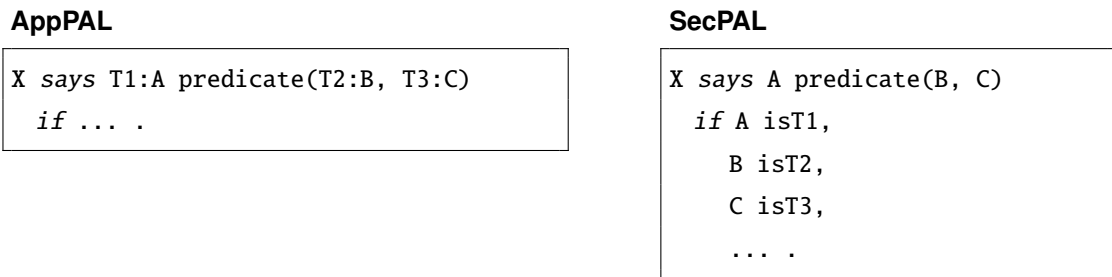 AppPAL
X says T1:A predicate(T2:B, T3:C)
if ... .
SecPAL
X says A predicate(B, C)
if A isT1,
B isT2,
C isT3,
... .